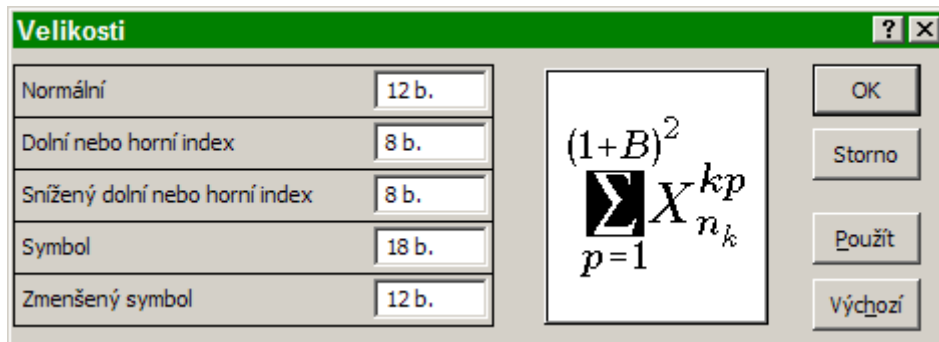 Velikosti
Normální 12 b.
Dolní nebo horní index 8 b.
Snížený dolní nebo horní index 8 b.
Symbol 18 b.
Zmenšený symbol 12 b.
(1+B)²
∑ X kp n k
p=1
OK
Storno
Použít
Výchozí